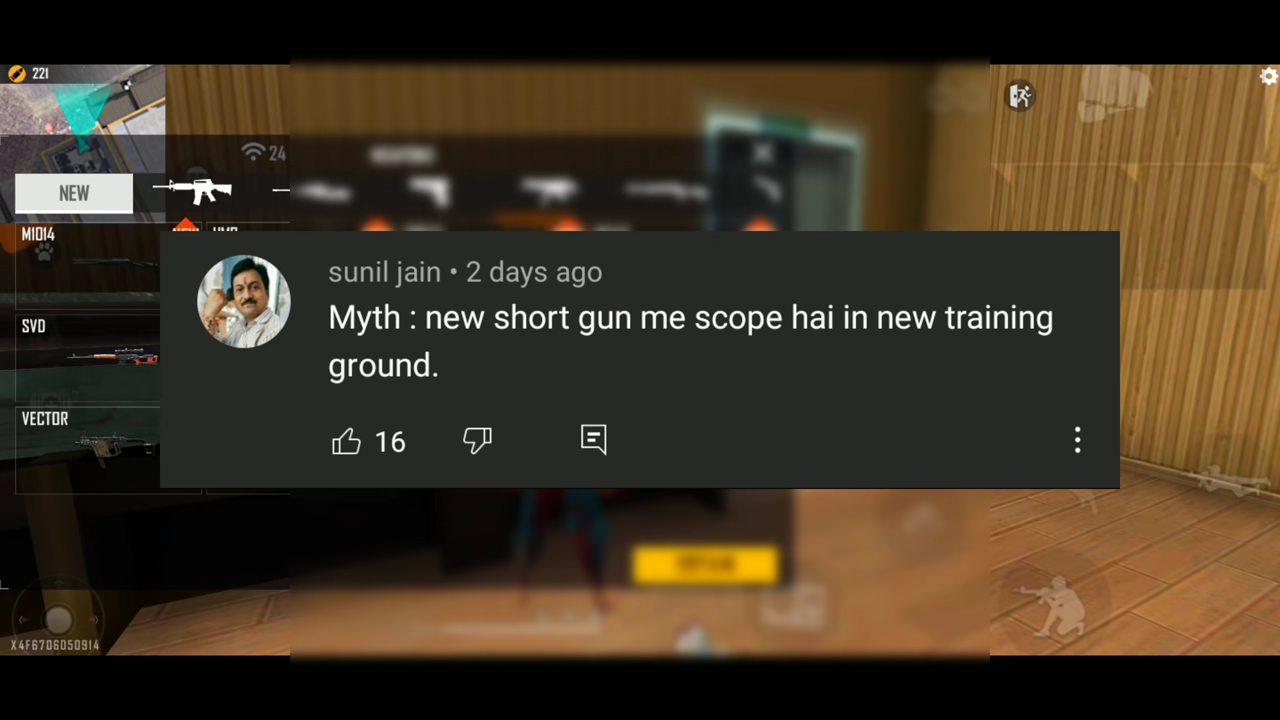 221
24
NEW
M1014
sunil jain • 2 days ago
Myth : new short gun me scope hai in new training
ground.
SVD
VECTOR
16
X4F6706050914